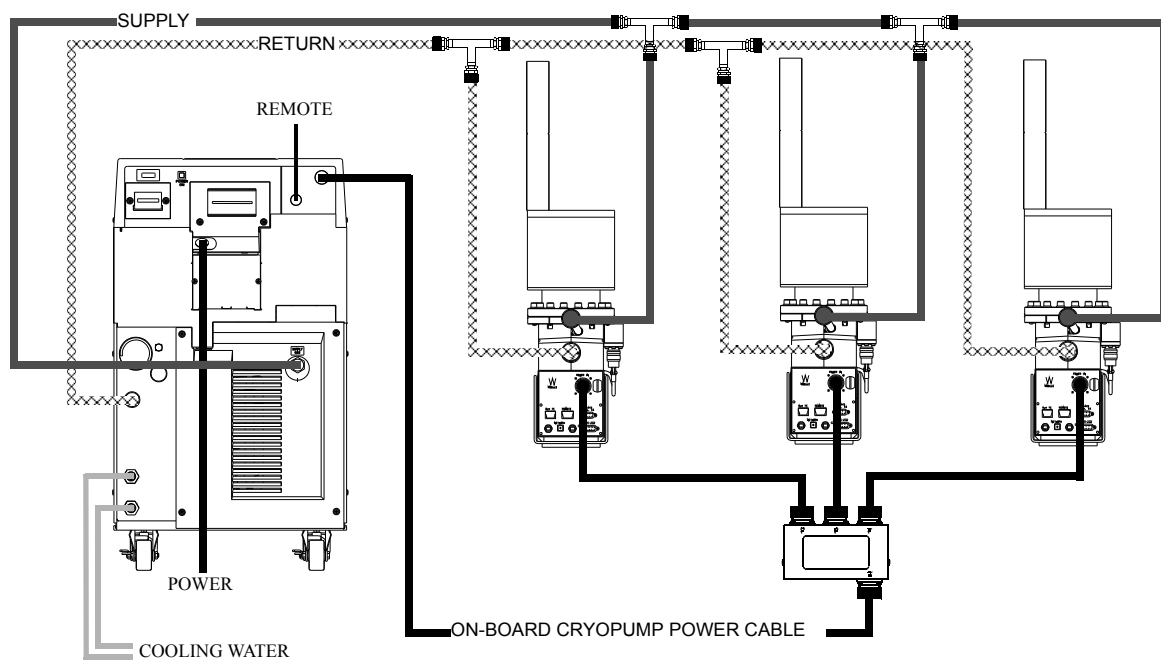 SUPPLY
RETURN
REMOTE
POWER
ON-BOARD CRYOPUMP POWER CABLE
COOLING WATER